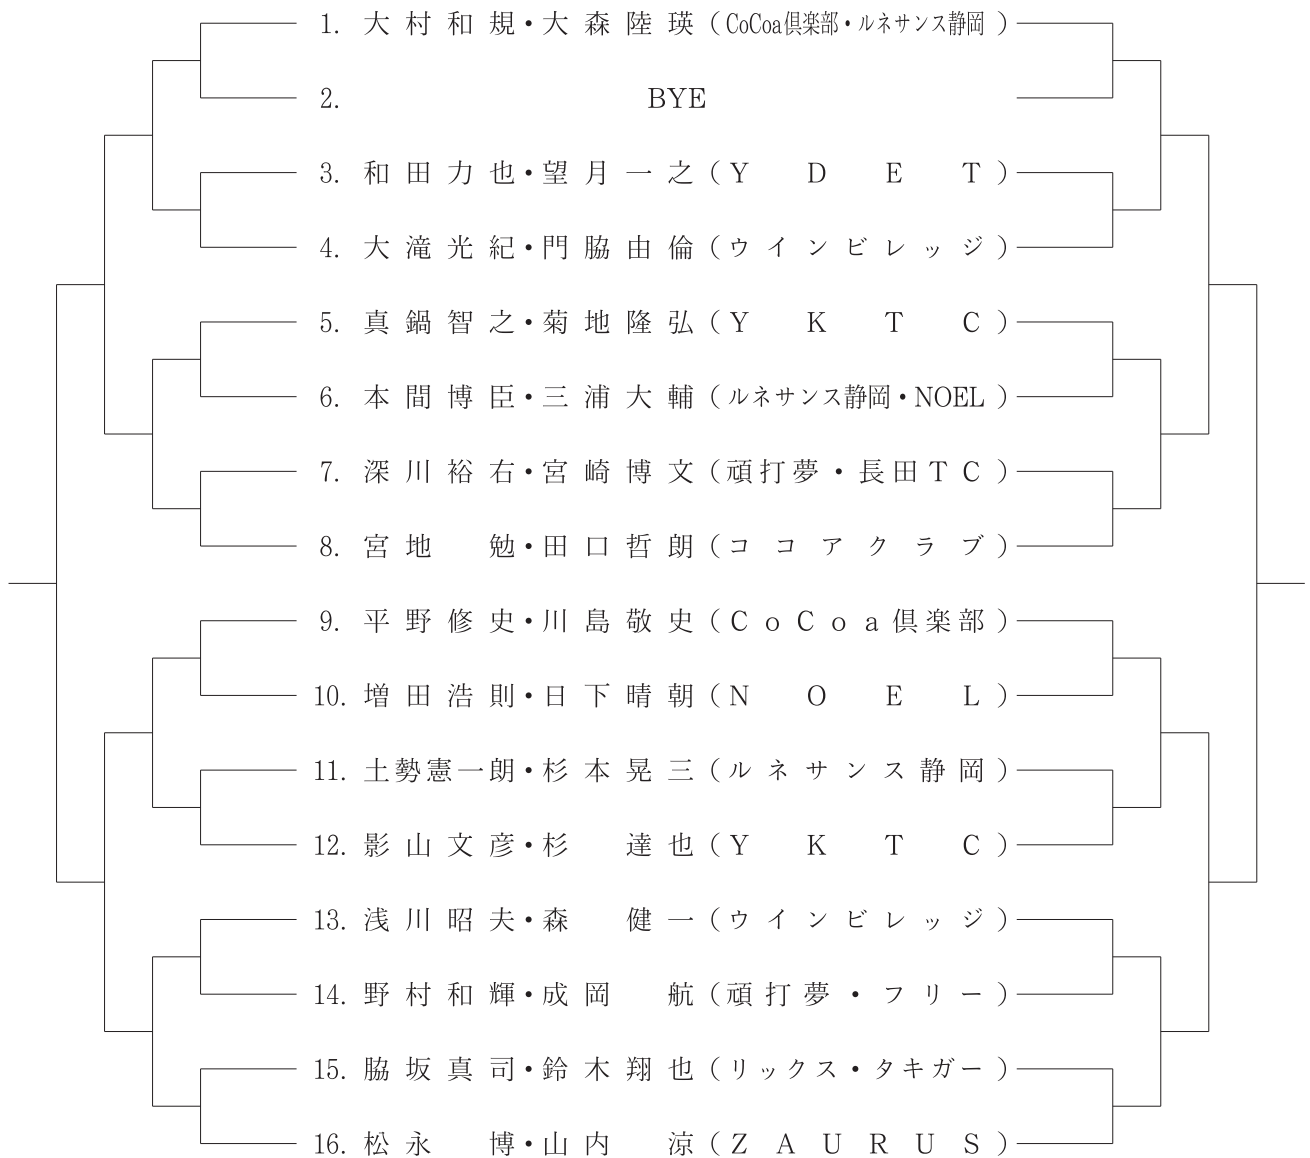 1. 大村和規・大森陸瑛（CoCoa倶楽部・ルネサンス静岡）
2. BYE
3. 和田力也・望月一之（YDET）
4. 大滝光紀・門脇由倫（ウインビレッジ）
5. 真鍋智之・菊地隆弘（YKTC）
6. 本間博臣・三浦大輔（ルネサンス静岡・NOEL）
7. 深川裕右・宮崎博文（頑打夢・長田TC）
8. 宮地　勉・田口哲朗（ココアクラブ）
9. 平野修史・川島敬史（CoCoa倶楽部）
10. 増田浩則・日下晴朝（NOEL）
11. 土勢憲一朗・杉本晃三（ルネサンス静岡）
12. 影山文彦・杉　達也（YKTC）
13. 浅川昭夫・森　健一（ウインビレッジ）
14. 野村和輝・成岡　航（頑打夢・フリー）
15. 脇坂真司・鈴木翔也（リックス・タキガー）
16. 松永　博・山内　涼（ZAURUS）